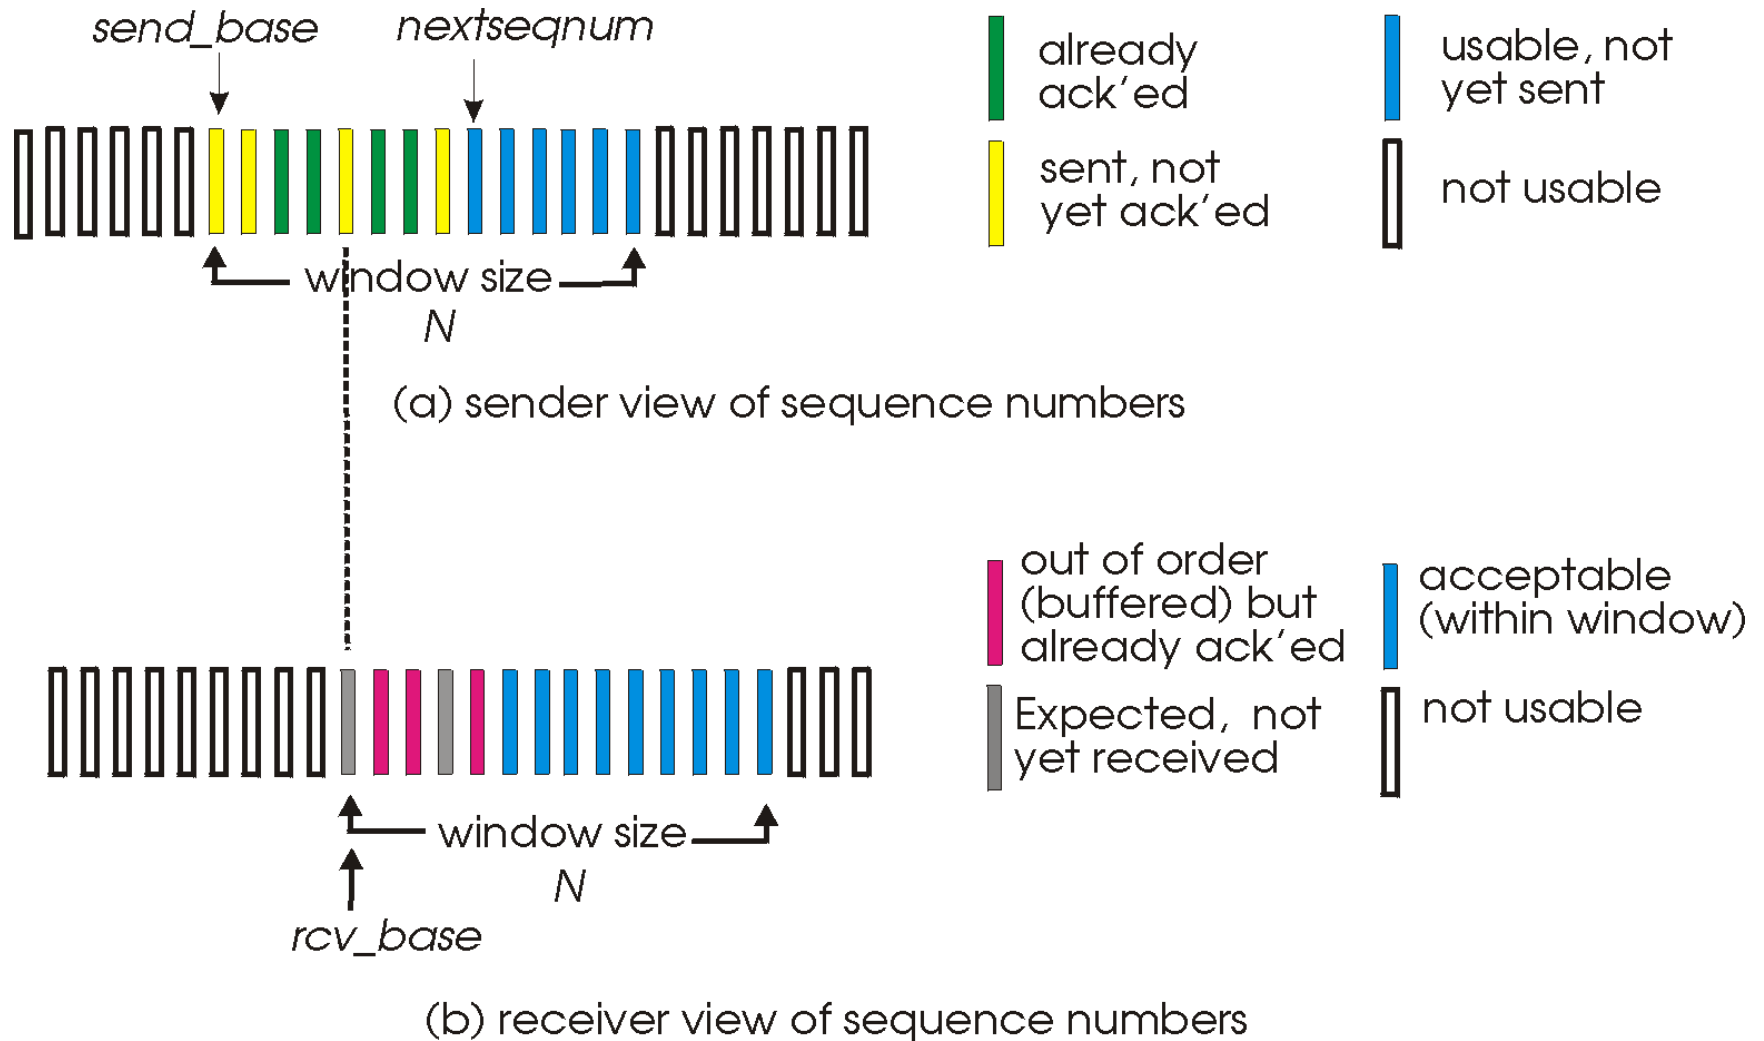 send_base
nextseqnum
already
ack'ed
usable, not
yet sent
sent, not
yet ack'ed
not usable
window size
N
(a) sender view of sequence numbers
out of order
(buffered) but
already ack'ed
acceptable
(within window)
Expected, not
yet received
not usable
window size
N
rcv_base
(b) receiver view of sequence numbers